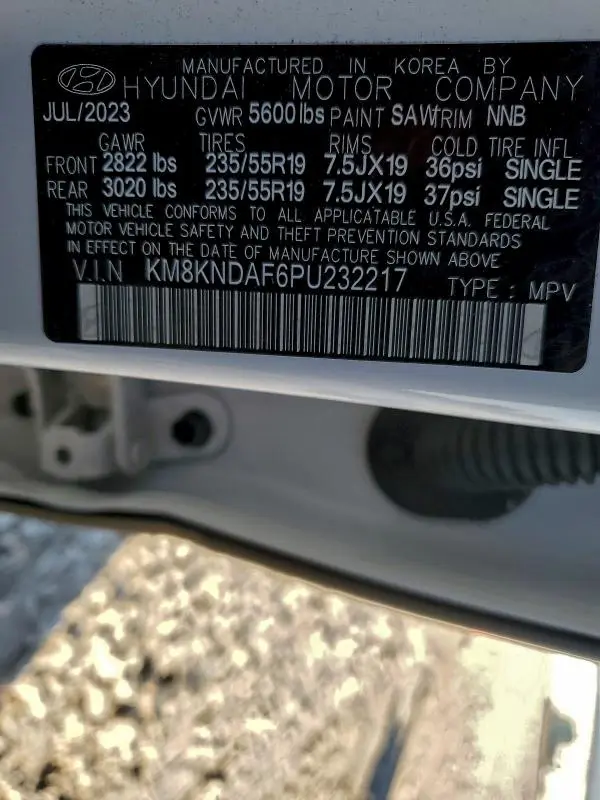 MANUFACTURED IN KOREA BY
HYUNDAI MOTOR COMPANY
JUL/2023 GVWR 5600 lbs PAINT SAW TRIM NNB
GAWR TIRES RIMS COLD TIRE INFL
FRONT 2822 lbs 235/55R19 7.5JX19 36psi SINGLE
REAR 3020 lbs 235/55R19 7.5JX19 37psi SINGLE
THIS VEHICLE CONFORMS TO ALL APPLICABLE U.S.A. FEDERAL
MOTOR VEHICLE SAFETY AND THEFT PREVENTION STANDARDS
IN EFFECT ON THE DATE OF MANUFACTURE SHOWN ABOVE
V.I.N KM8KNDAF6PU232217 TYPE : MPV